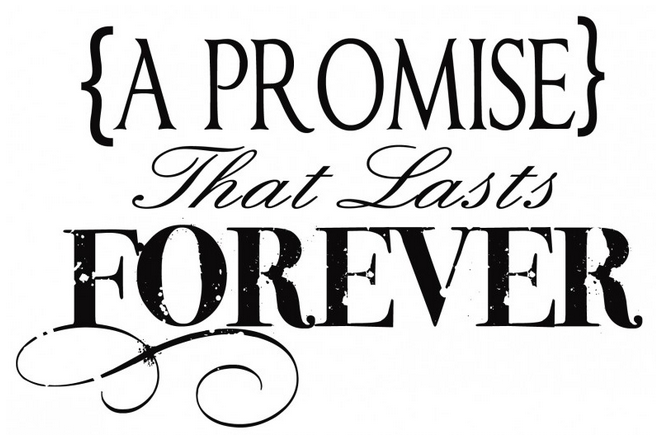 {A PROMISE}
That Lasts
FOREVER